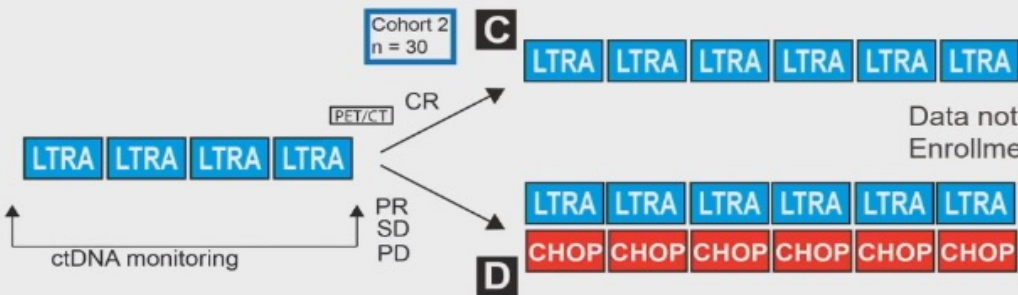 Cohort 2
n = 30
C
LTRA LTRA LTRA LTRA LTRA LTRA
PET/CT
CR
Data not
Enrollme
LTRA LTRA LTRA LTRA
PR
SD
PD
ctDNA monitoring
LTRA LTRA LTRA LTRA LTRA LTRA
CHOP CHOP CHOP CHOP CHOP CHOP
D